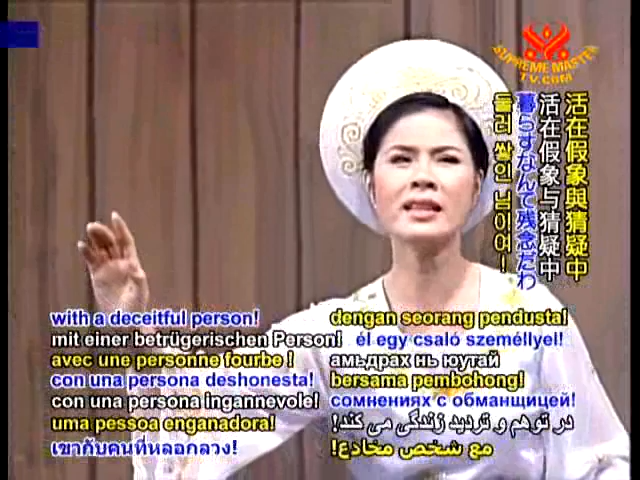 SUPREME MASTER
TV.COM
活在假象與猜疑中
活在假象与猜疑中
暮らすなんて残念だわ
둘러 쌓인 님이여!
with a deceitful person!
mit einer betrügerischen Person!
avec une personne fourbe !
con una persona deshonesta!
con una persona ingannevole!
uma pessoa enganadora!
เขากับคนที่หลอกลวง!
dengan seorang pendusta!
él egy csaló személlyel!
амьдрах нь юутай
bersama pembohong!
сомнениях с обманщицей!
در توهم و تردید زندگی می کند!
مع شخص مخادع!